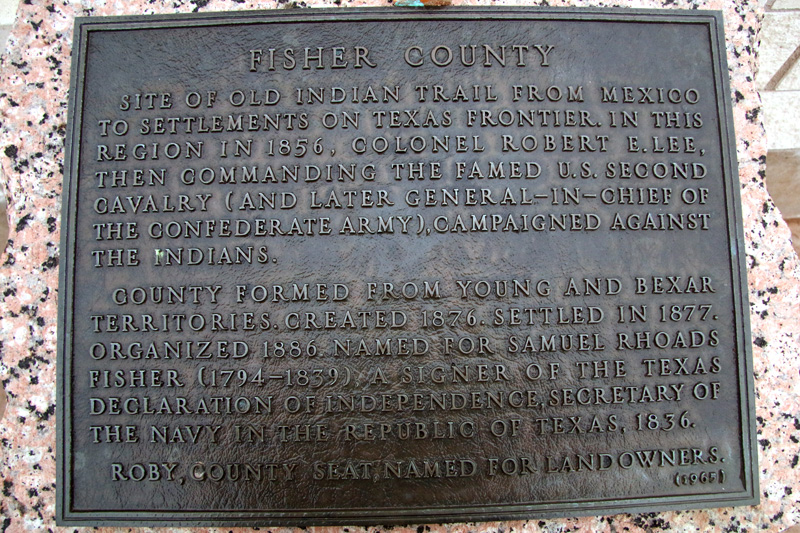 FISHER COUNTY
SITE OF OLD INDIAN TRAIL FROM MEXICO
TO SETTLEMENTS ON TEXAS FRONTIER. IN THIS
REGION IN 1856, COLONEL ROBERT E. LEE,
THEN COMMANDING THE FAMED U.S. SECOND
CAVALRY (AND LATER GENERAL-IN-CHIEF OF
THE CONFEDERATE ARMY), CAMPAIGNED AGAINST
THE INDIANS.
COUNTY FORMED FROM YOUNG AND BEXAR
TERRITORIES. CREATED 1876. SETTLED IN 1877.
ORGANIZED 1886. NAMED FOR SAMUEL RHOADS
FISHER (1794-1839), A SIGNER OF THE TEXAS
DECLARATION OF INDEPENDENCE, SECRETARY OF
THE NAVY IN THE REPUBLIC OF TEXAS, 1836.
ROBY, COUNTY SEAT, NAMED FOR LANDOWNERS.
(1965)